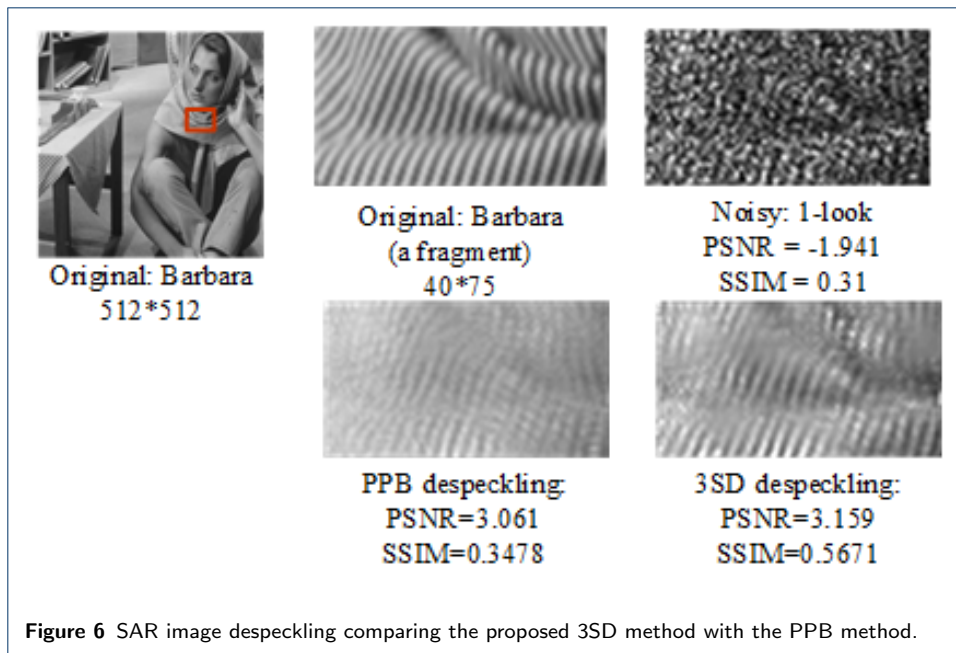 Original: Barbara
512*512
Original: Barbara
(a fragment)
40*75
Noisy: 1-look
PSNR = -1.941
SSIM = 0.31
PPB despeckling:
PSNR=3.061
SSIM=0.3478
3SD despeckling:
PSNR=3.159
SSIM=0.5671
Figure 6 SAR image despeckling comparing the proposed 3SD method with the PPB method.